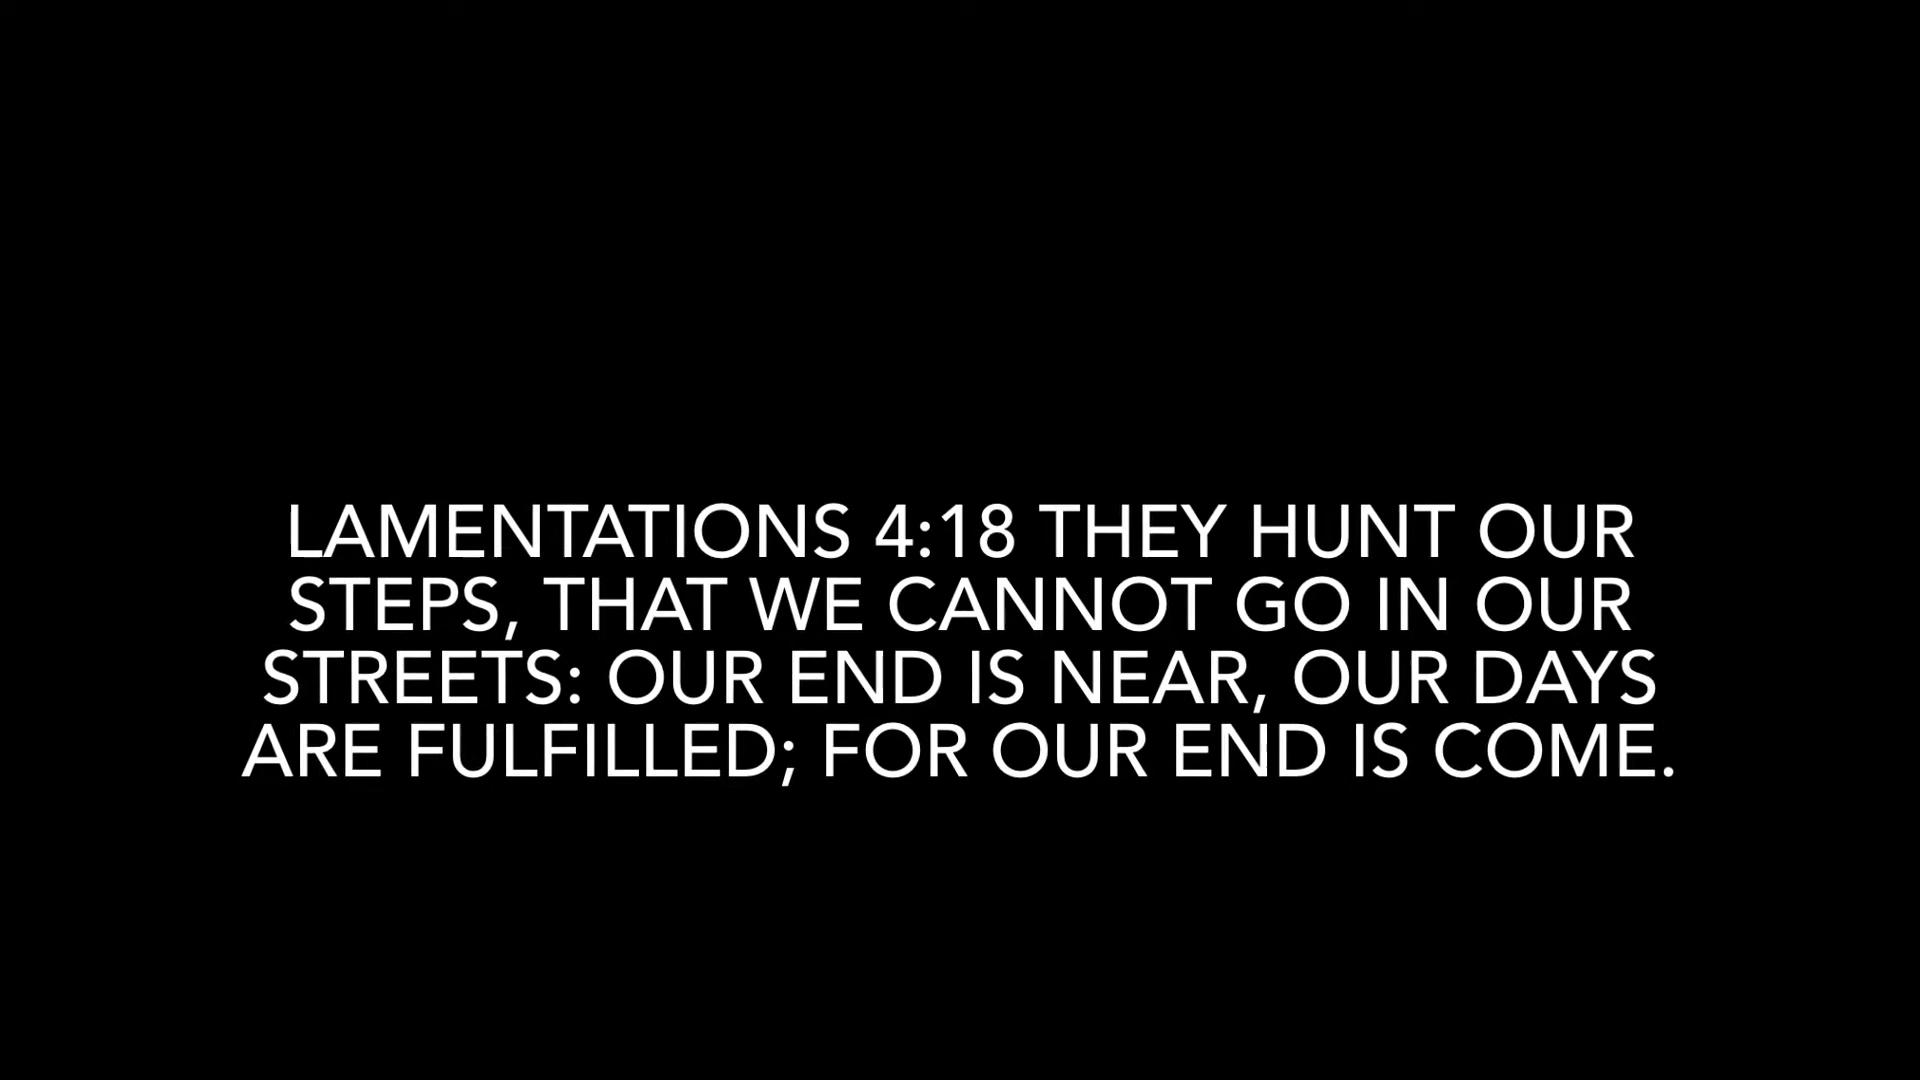 LAMENTATIONS 4:18 THEY HUNT OUR
STEPS, THAT WE CANNOT GO IN OUR
STREETS: OUR END IS NEAR, OUR DAYS
ARE FULFILLED; FOR OUR END IS COME.